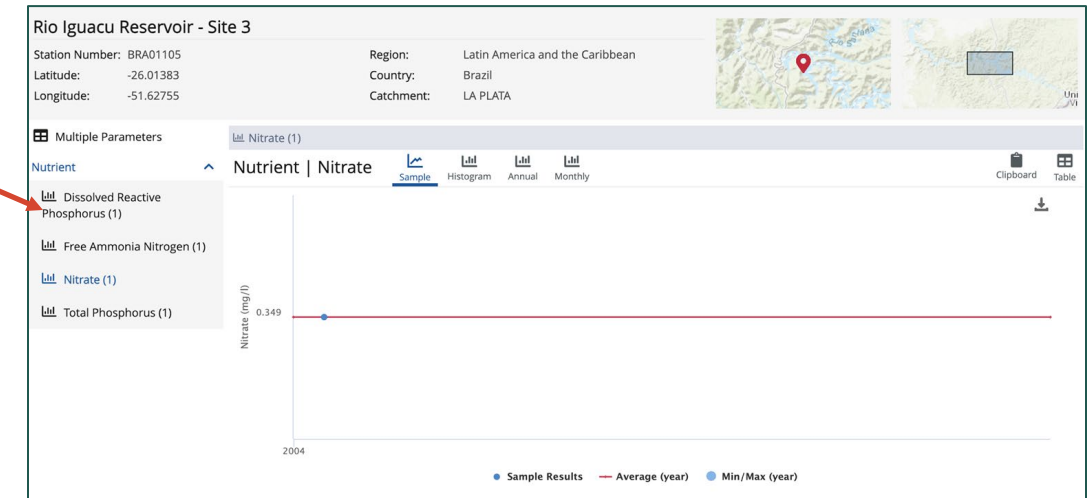 Rio Iguacu Reservoir - Site 3
Station Number: BRA01105
Region: Latin America and the Caribbean
Latitude: -26.01383
Country: Brazil
Longitude: -51.62755
Catchment: LA PLATA
Multiple Parameters
Nutrient
Dissolved Reactive
Phosphorus (1)
Free Ammonia Nitrogen (1)
Nitrate (1)
Total Phosphorus (1)
Nitrate (1)
Nutrient | Nitrate
Sample
Histogram
Annual
Monthly
Clipboard
Table
Nitrate (mg/l)
0.349
2004
Sample Results
Average (year)
Min/Max (year)